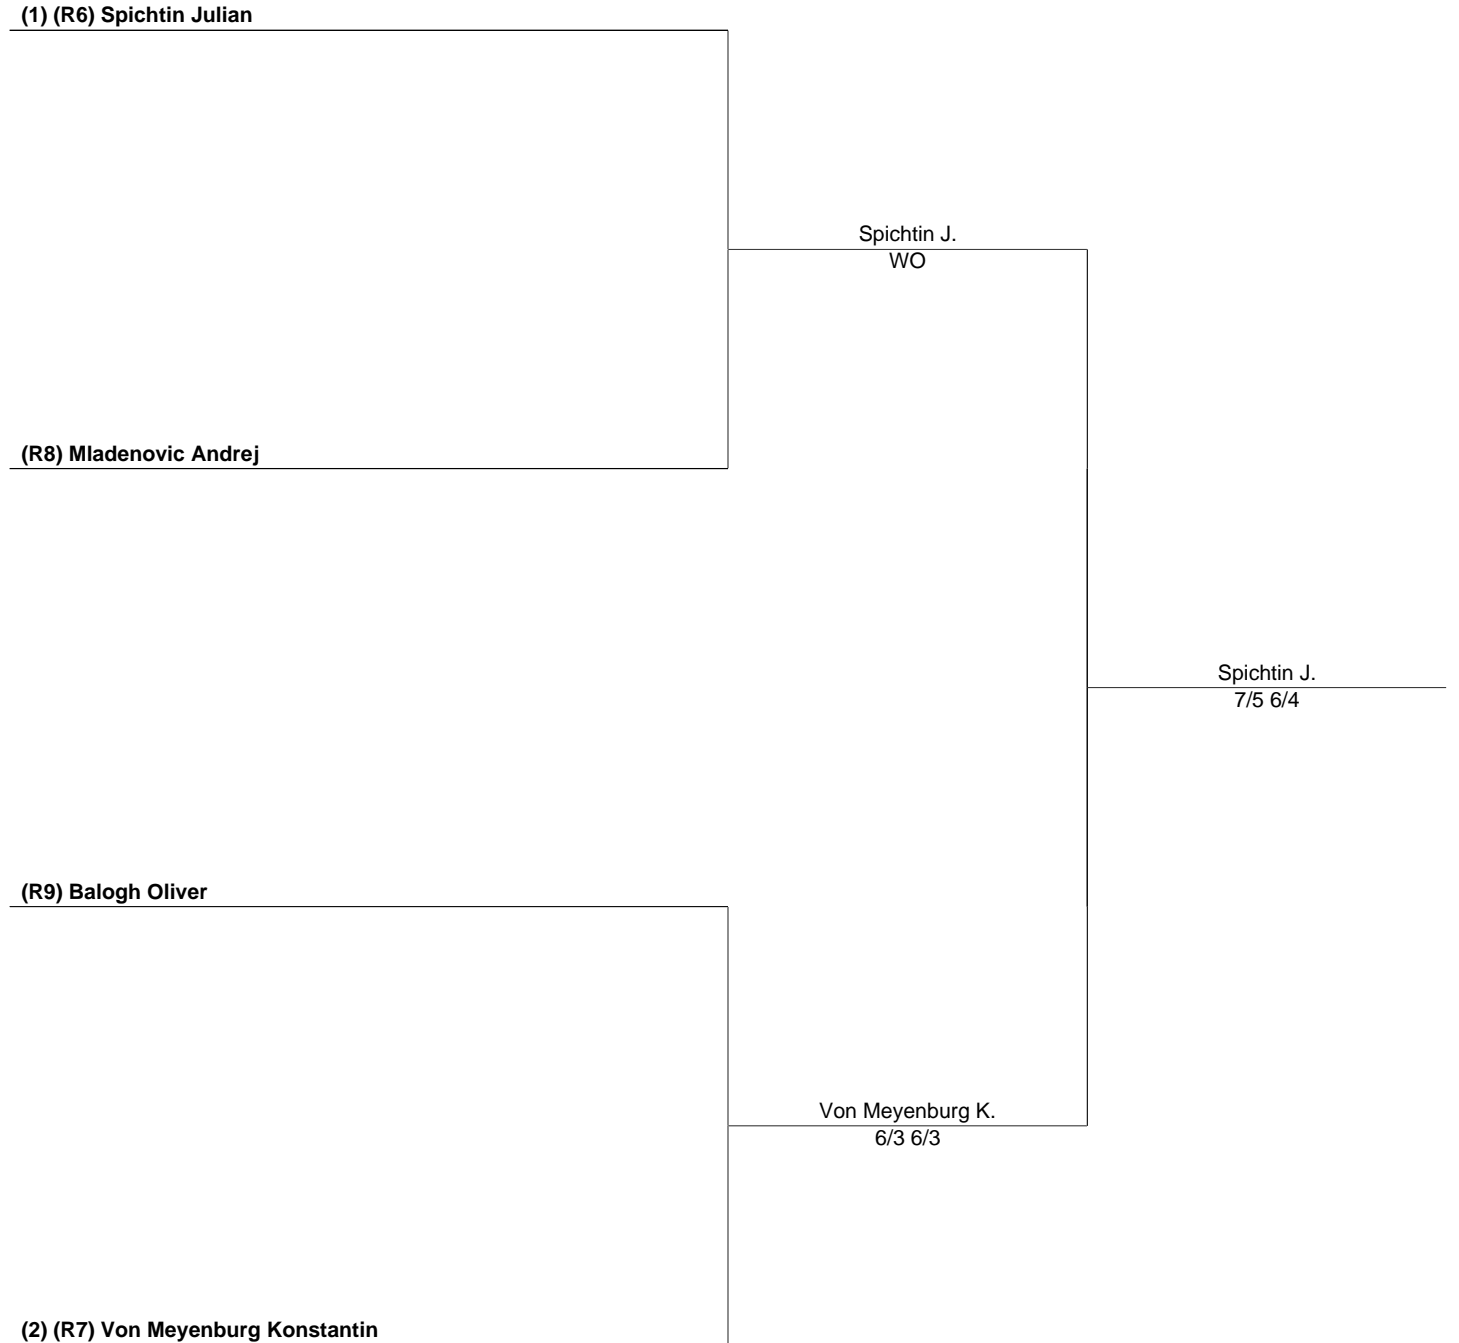 (1) (R6) Spichtin Julian
Spichtin J.
WO
(R8) Mladenovic Andrej
Spichtin J.
7/5 6/4
(R9) Balogh Oliver
Von Meyenburg K.
6/3 6/3
(2) (R7) Von Meyenburg Konstantin